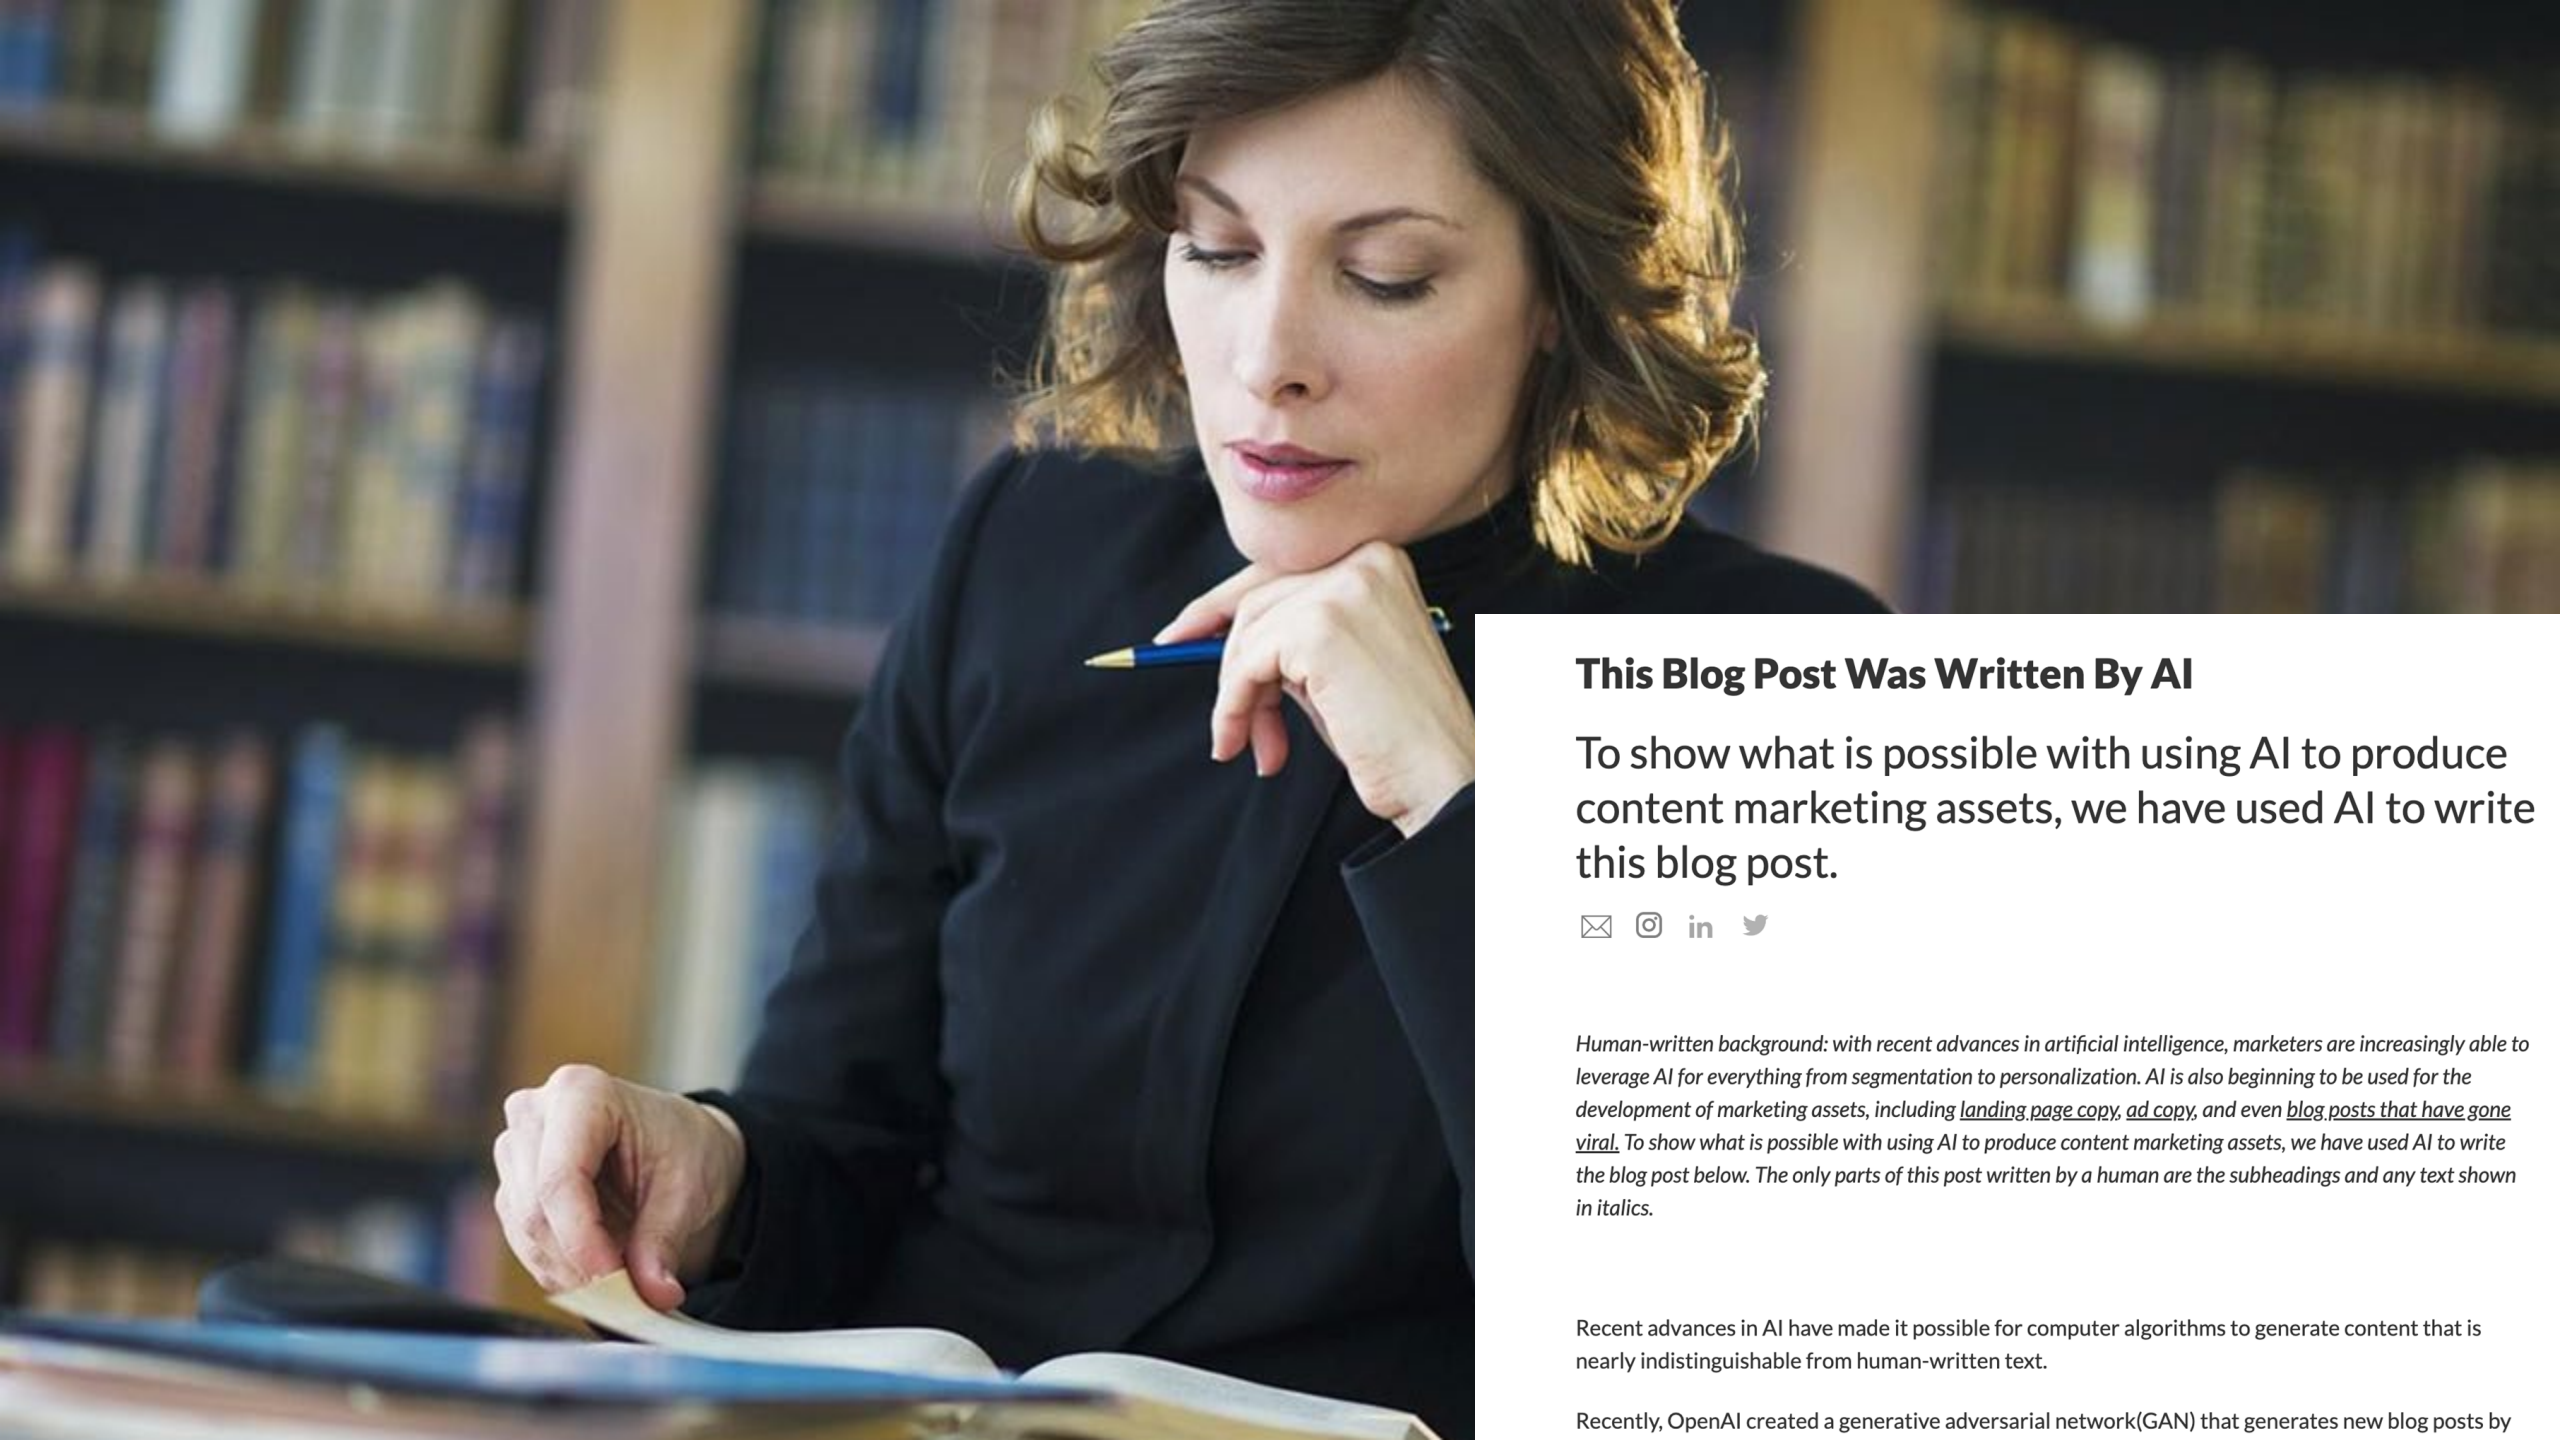 This Blog Post Was Written By AI
To show what is possible with using AI to produce
content marketing assets, we have used AI to write
this blog post.
in
Human-written background: with recent advances in artificial intelligence, marketers are increasingly able to
leverage AI for everything from segmentation to personalization. AI is also beginning to be used for the
development of marketing assets, including landing page copy, ad copy, and even blog posts that have gone
viral. To show what is possible with using AI to produce content marketing assets, we have used AI to write
the blog post below. The only parts of this post written by a human are the subheadings and any text shown
in italics.
Recent advances in AI have made it possible for computer algorithms to generate content that is
nearly indistinguishable from human-written text.
Recently, OpenAI created a generative adversarial network(GAN) that generates new blog posts by